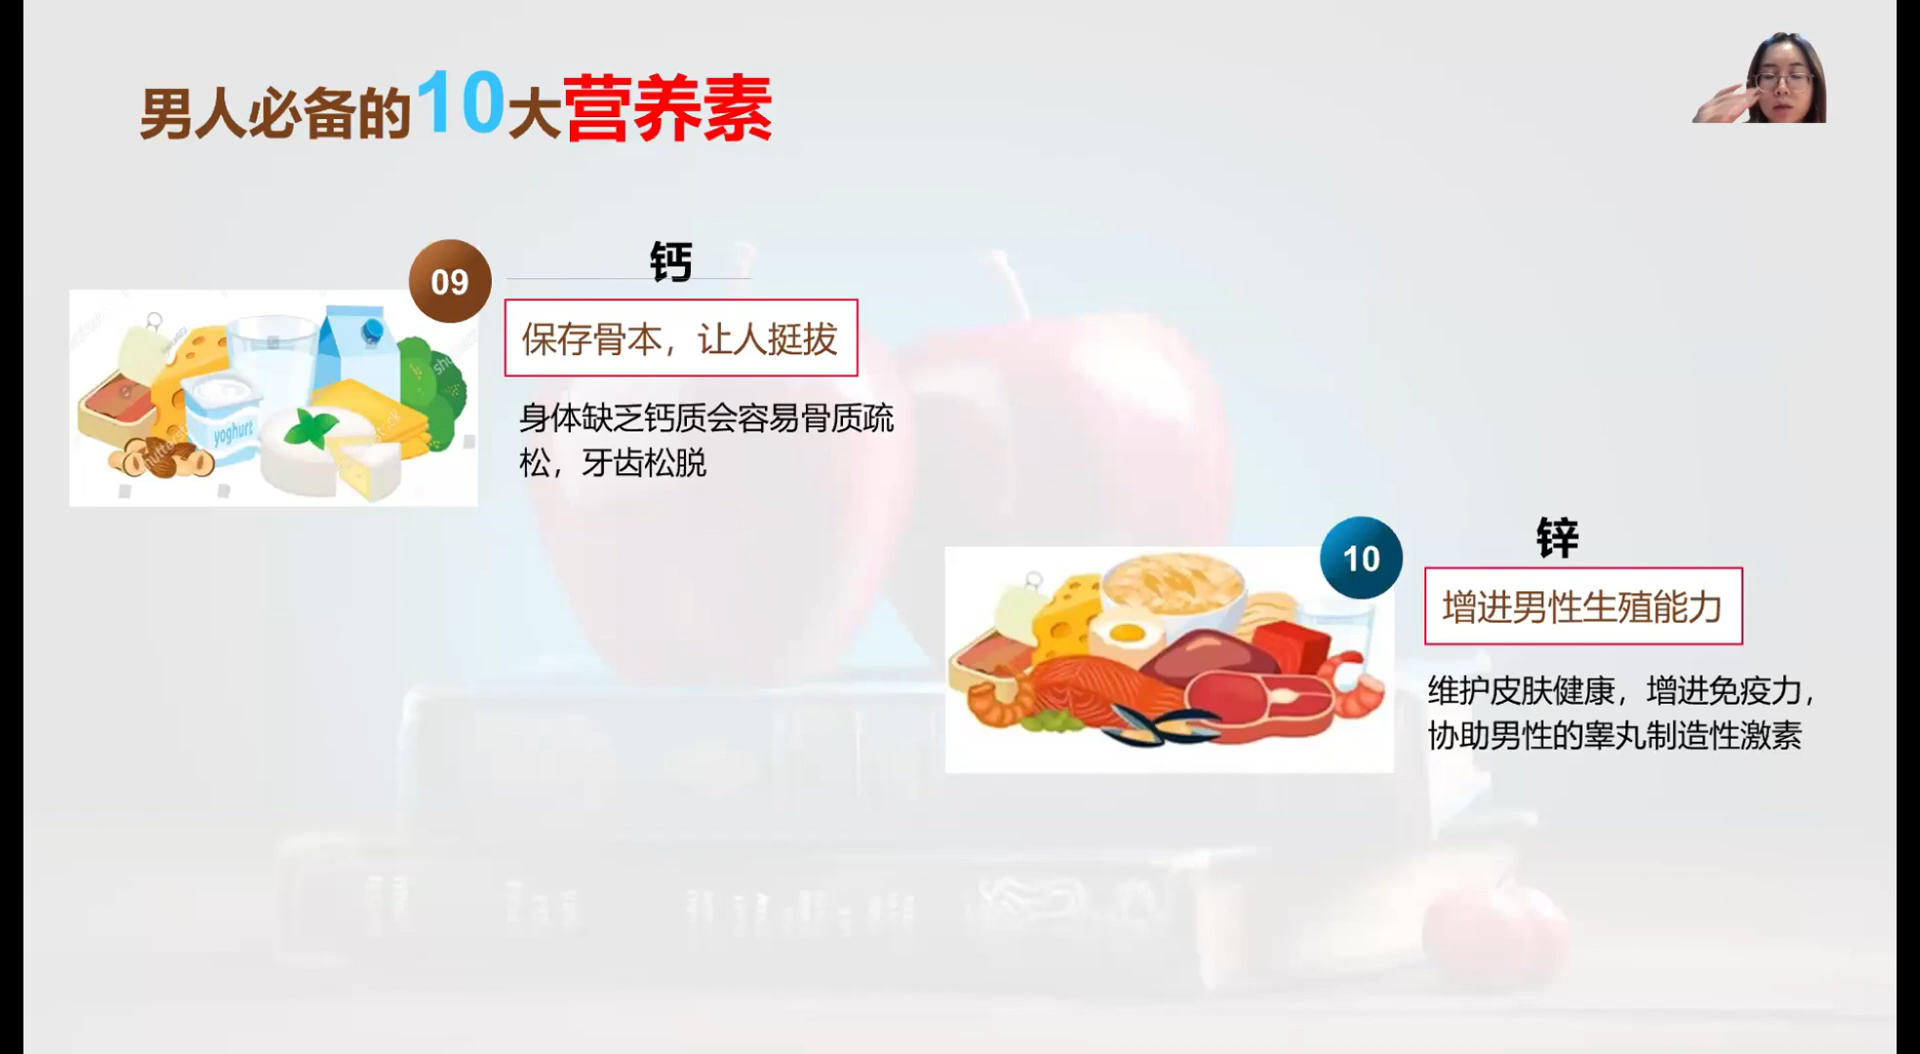 男人必备的10大营养素
09
钙
保存骨本，让人挺拔
身体缺乏钙质会容易骨质疏
松，牙齿松脱
yoghurt
10
锌
增进男性生殖能力
维护皮肤健康，增进免疫力，
协助男性的睾丸制造性激素